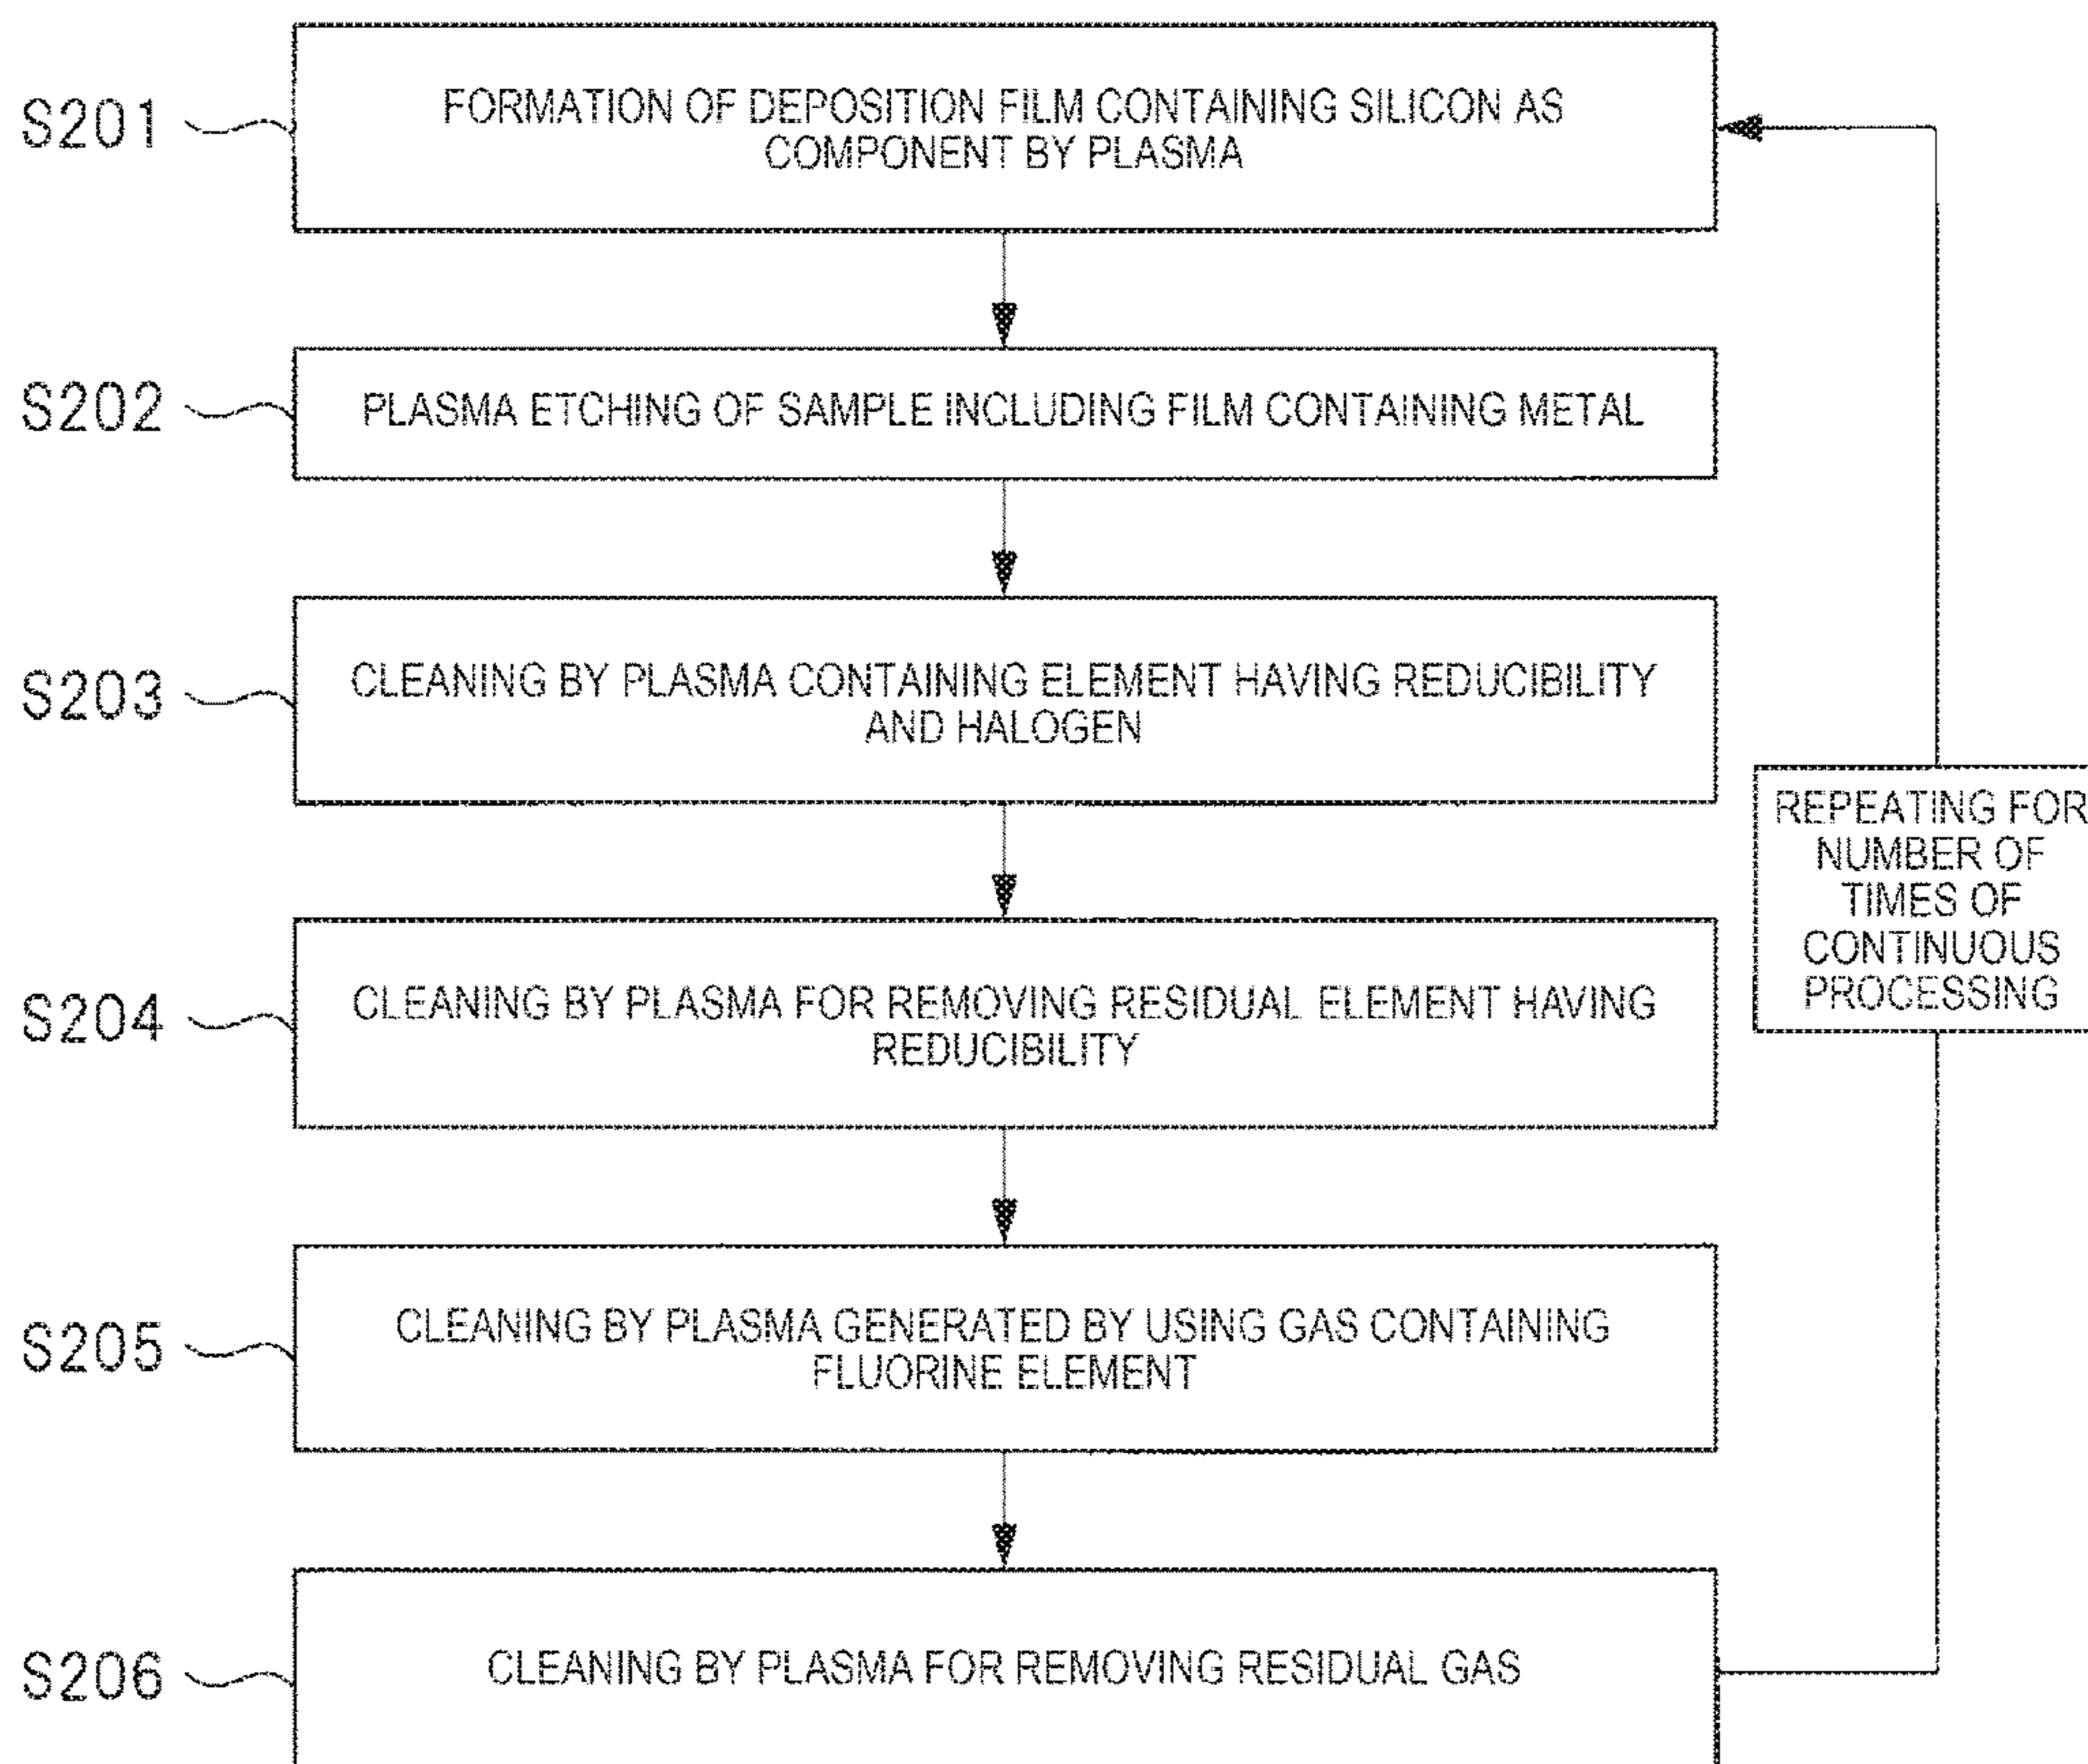 S201
FORMATION OF DEPOSITION FILM CONTAINING SILICON AS
COMPONENT BY PLASMA
S202
PLASMA ETCHING OF SAMPLE INCLUDING FILM CONTAINING METAL
S203
CLEANING BY PLASMA CONTAINING ELEMENT HAVING REDUCIBILITY
AND HALOGEN
REPEATING FOR
NUMBER OF
TIMES OF
CONTINUOUS
PROCESSING
S204
CLEANING BY PLASMA FOR REMOVING RESIDUAL ELEMENT HAVING
REDUCIBILITY
S205
CLEANING BY PLASMA GENERATED BY USING GAS CONTAINING
FLUORINE ELEMENT
S206
CLEANING BY PLASMA FOR REMOVING RESIDUAL GAS